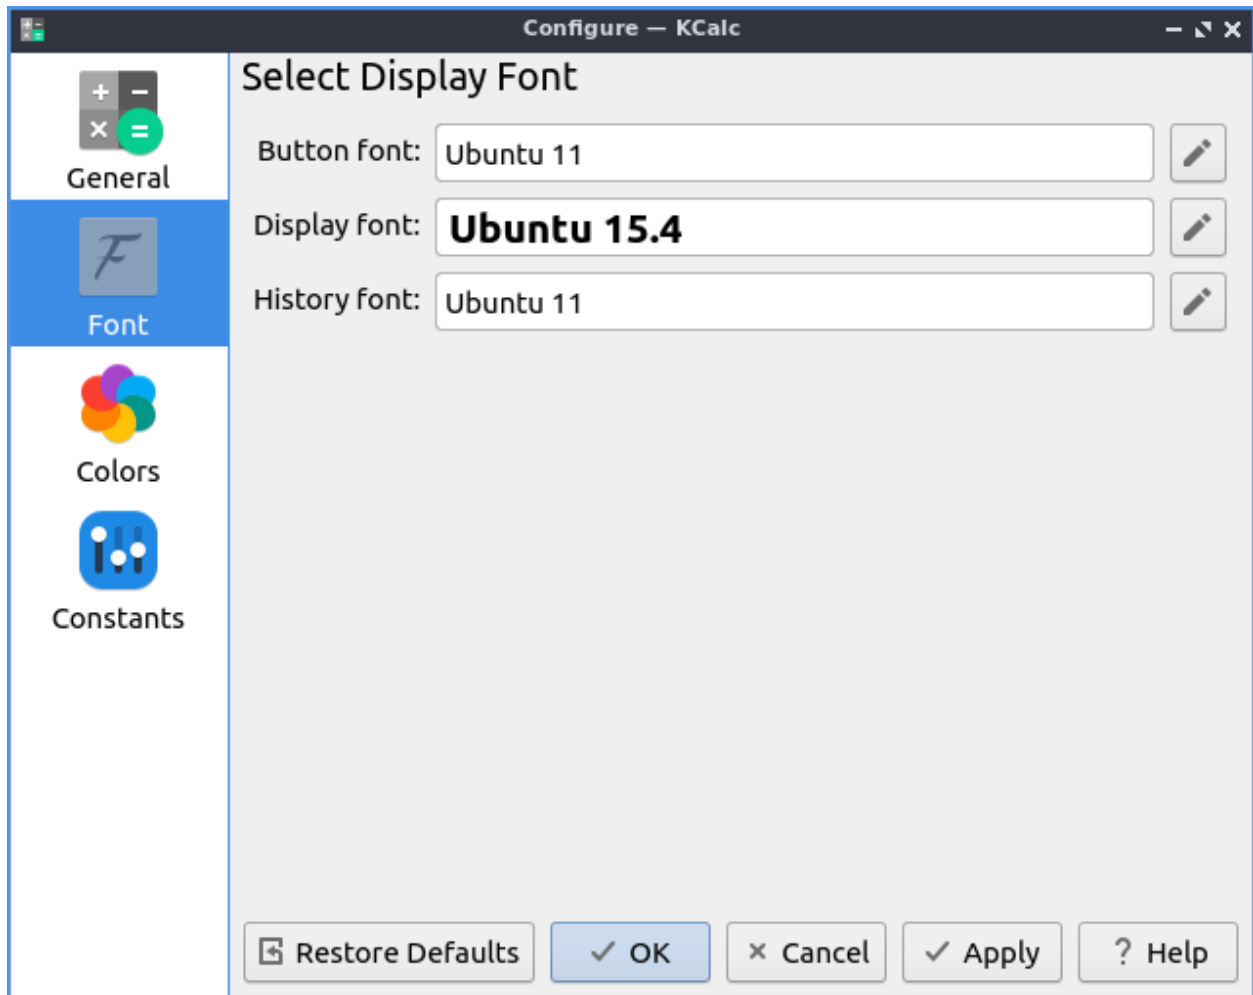 Configure — KCalc
General
Font
Colors
Constants
Select Display Font
Button font: Ubuntu 11
Display font: Ubuntu 15.4
History font: Ubuntu 11
Restore Defaults OK Cancel Apply ? Help